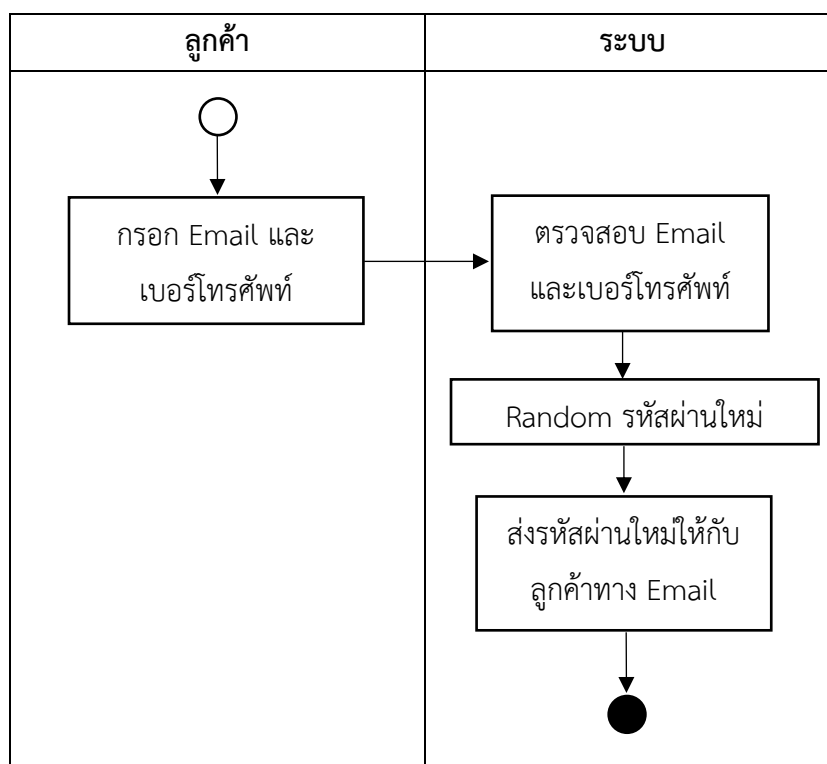 ลูกค้า
ระบบ
กรอก Email และ
เบอร์โทรศัพท์
ตรวจสอบ Email
และเบอร์โทรศัพท์
Random รหัสผ่านใหม่
ส่งรหัสผ่านใหม่ให้กับ
ลูกค้าทาง Email